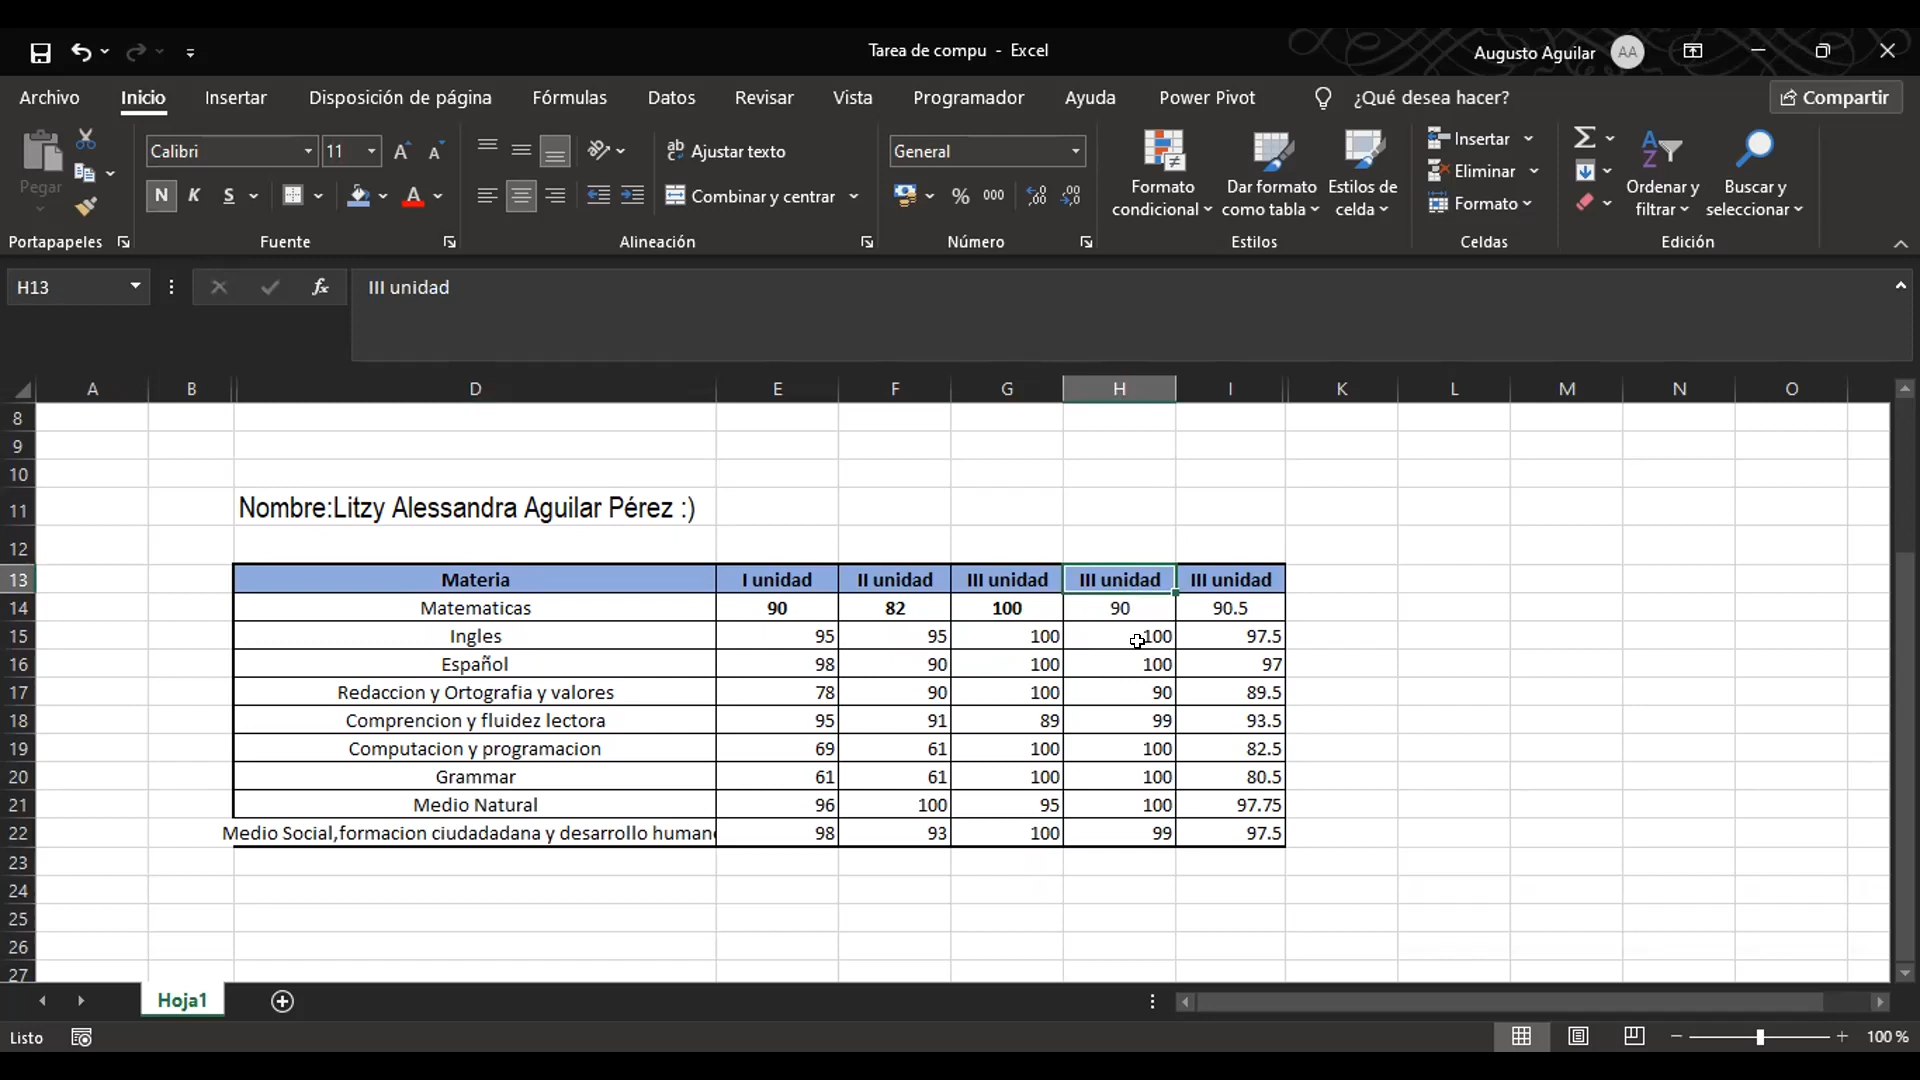 Tarea de compu - Excel
Augusto Aguilar AA
Archivo Inicio Insertar Disposición de página Fórmulas Datos Revisar Vista Programador Ayuda Power Pivot ¿Qué desea hacer? Compartir
Pegar
Calibri 11
N K S A
ab Ajustar texto
Combinar y centrar
General
% 000
Formato condicional
Dar formato como tabla
Estilos de celda
Insertar
Eliminar
Formato
Ordenar y filtrar
Buscar y seleccionar
Portapapeles Fuente Alineación Número Estilos Celdas Edición
H13 fx III unidad
A B D E F G H I K L M N O
8
9
10
11 Nombre:Litzy Alessandra Aguilar Pérez :)
12
13 Materia I unidad II unidad III unidad III unidad III unidad
14 Matematicas 90 82 100 90 90.5
15 Ingles 95 95 100 100 97.5
16 Español 98 90 100 100 97
17 Redaccion y Ortografia y valores 78 90 100 90 89.5
18 Comprencion y fluidez lectora 95 91 89 99 93.5
19 Computacion y programacion 69 61 100 100 82.5
20 Grammar 61 61 100 100 80.5
21 Medio Natural 96 100 95 100 97.75
22 Medio Social,formacion ciudadadana y desarrollo human 98 93 100 99 97.5
23
24
25
26
27
Hoja1
Listo 100 %